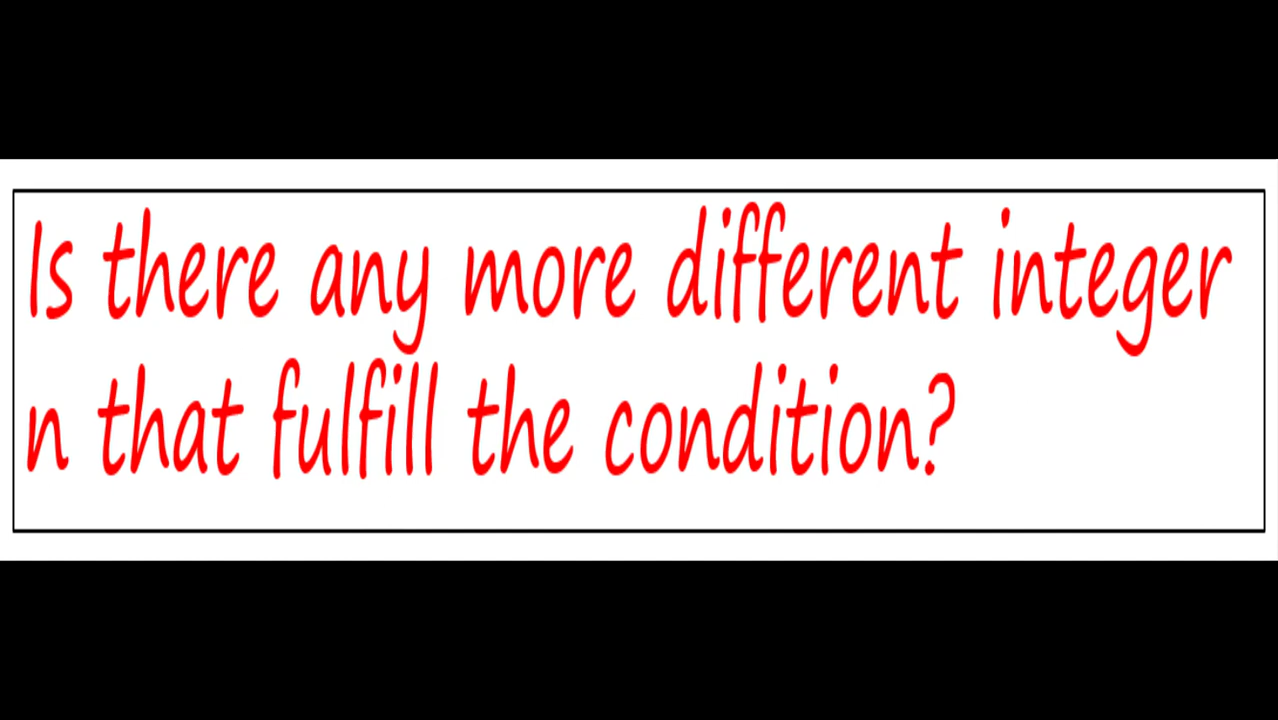 Is there any more different integer
n that fulfill the condition?